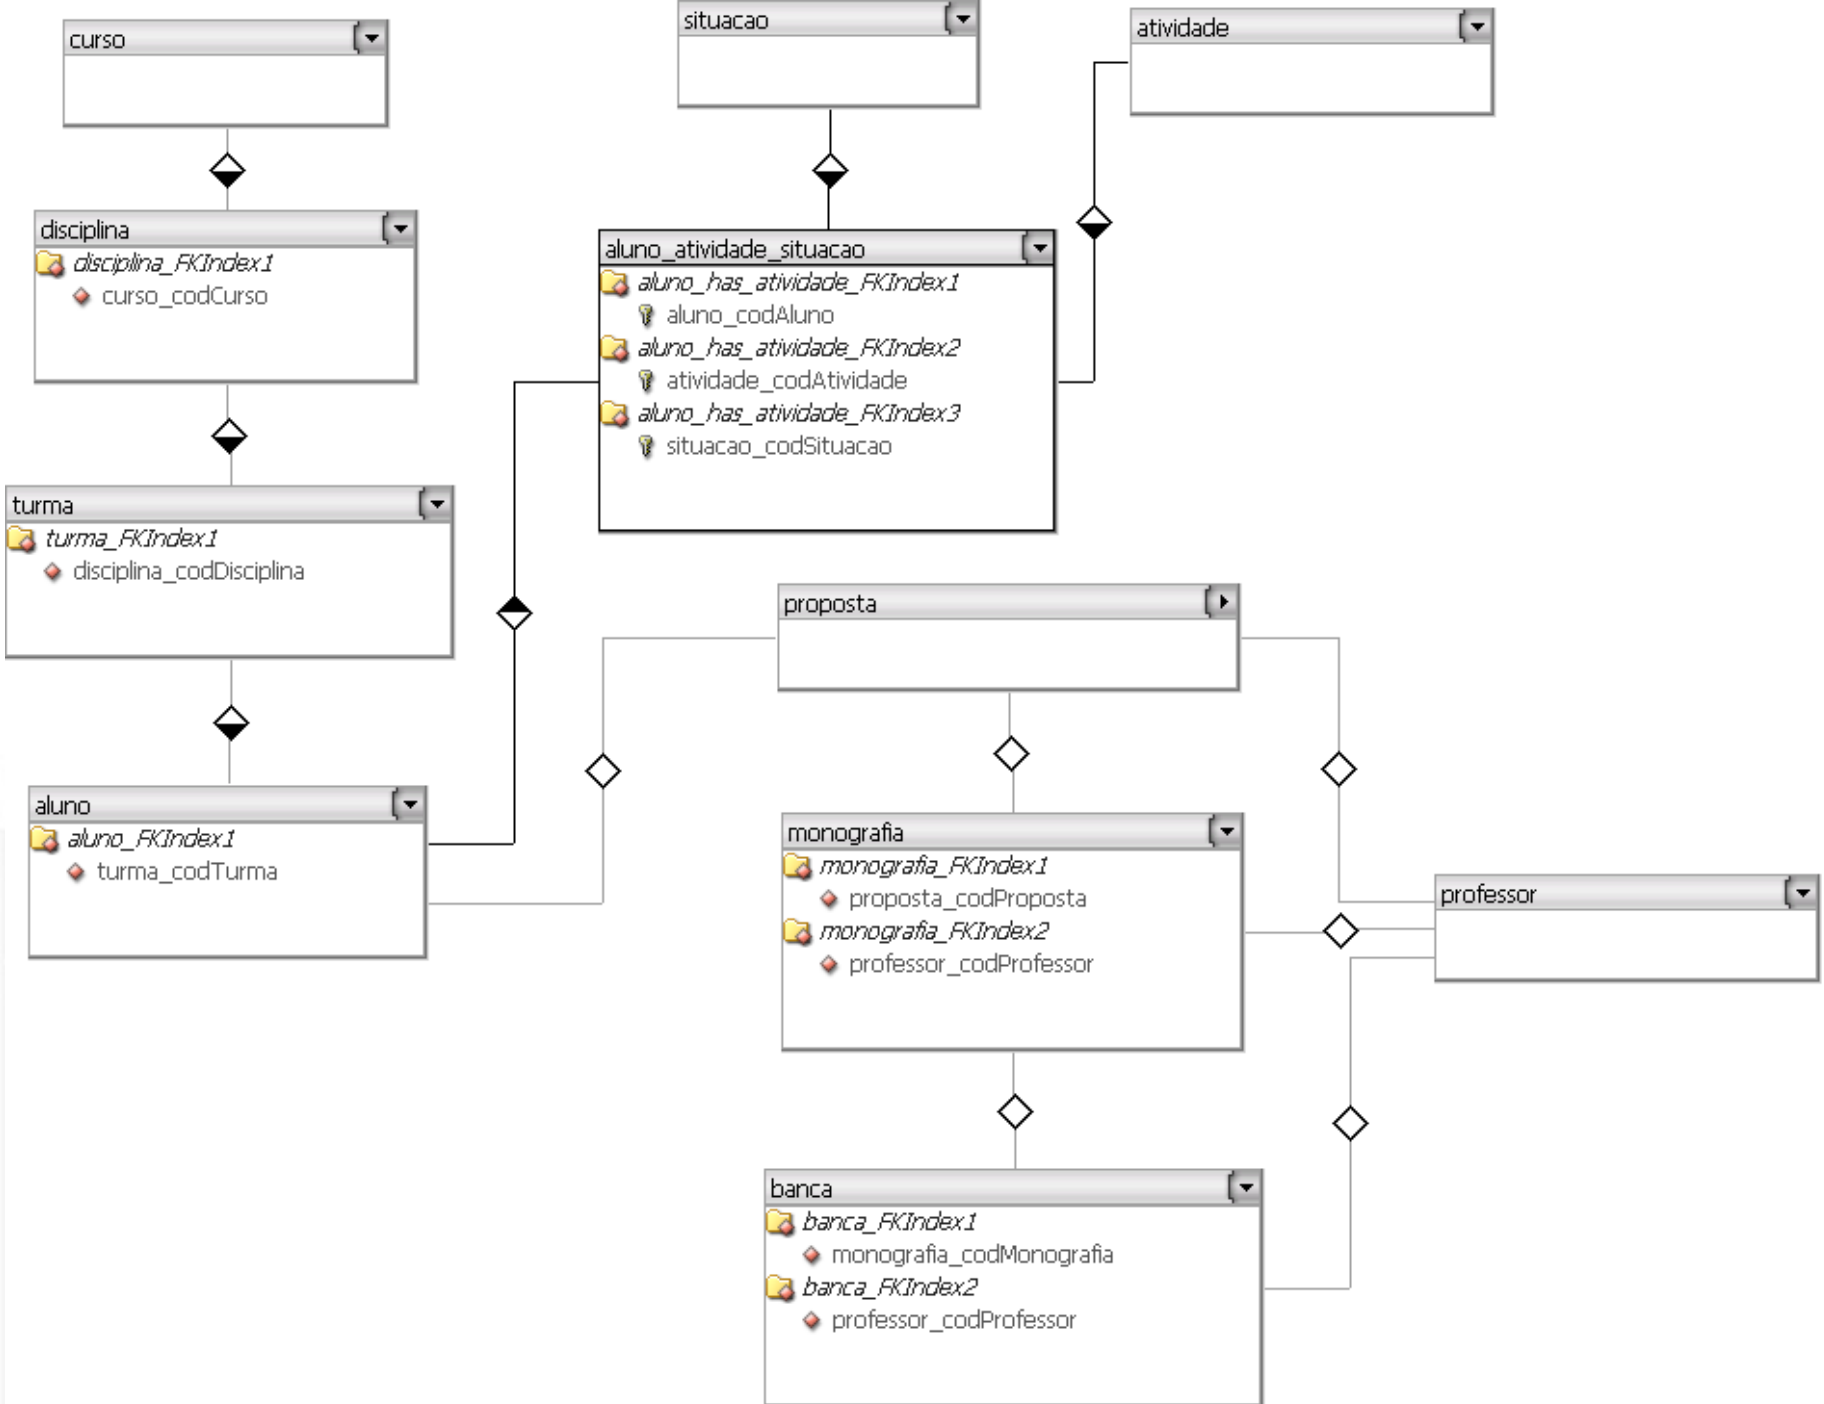 curso
situacao
atividade
disciplina
disciplina_FKIndex1
curso_codCurso
aluno_atividade_situacao
aluno_has_atividade_FKIndex1
aluno_codAluno
aluno_has_atividade_FKIndex2
atividade_codAtividade
aluno_has_atividade_FKIndex3
situacao_codSituacao
turma
turma_FKIndex1
disciplina_codDisciplina
proposta
aluno
aluno_FKIndex1
turma_codTurma
monografia
monografia_FKIndex1
proposta_codProposta
monografia_FKIndex2
professor_codProfessor
professor
banca
banca_FKIndex1
monografia_codMonografia
banca_FKIndex2
professor_codProfessor